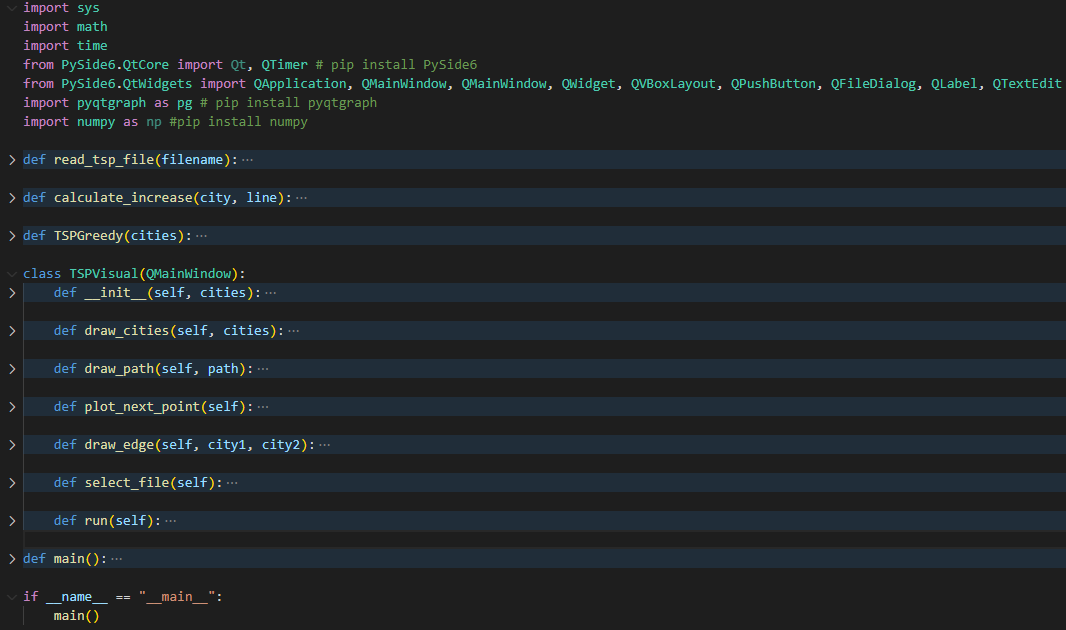 import sys
import math
import time
from PySide6.QtCore import Qt, QTimer # pip install PySide6
from PySide6.QtWidgets import QApplication, QMainWindow, QMainWindow, QWidget, QVBoxLayout, QPushButton, QFileDialog, QLabel, QTextEdit
import pyqtgraph as pg # pip install pyqtgraph
import numpy as np #pip install numpy
def read_tsp_file(filename): ···
def calculate_increase(city, line): ···
def TSPGreedy(cities): ···
class TSPVisual(QMainWindow):
def __init__(self, cities): ···
def draw_cities(self, cities): ···
def draw_path(self, path): ···
def plot_next_point(self): ···
def draw_edge(self, city1, city2): ···
def select_file(self): ···
def run(self): ···
def main(): ···
if __name__ == "__main__":
main()